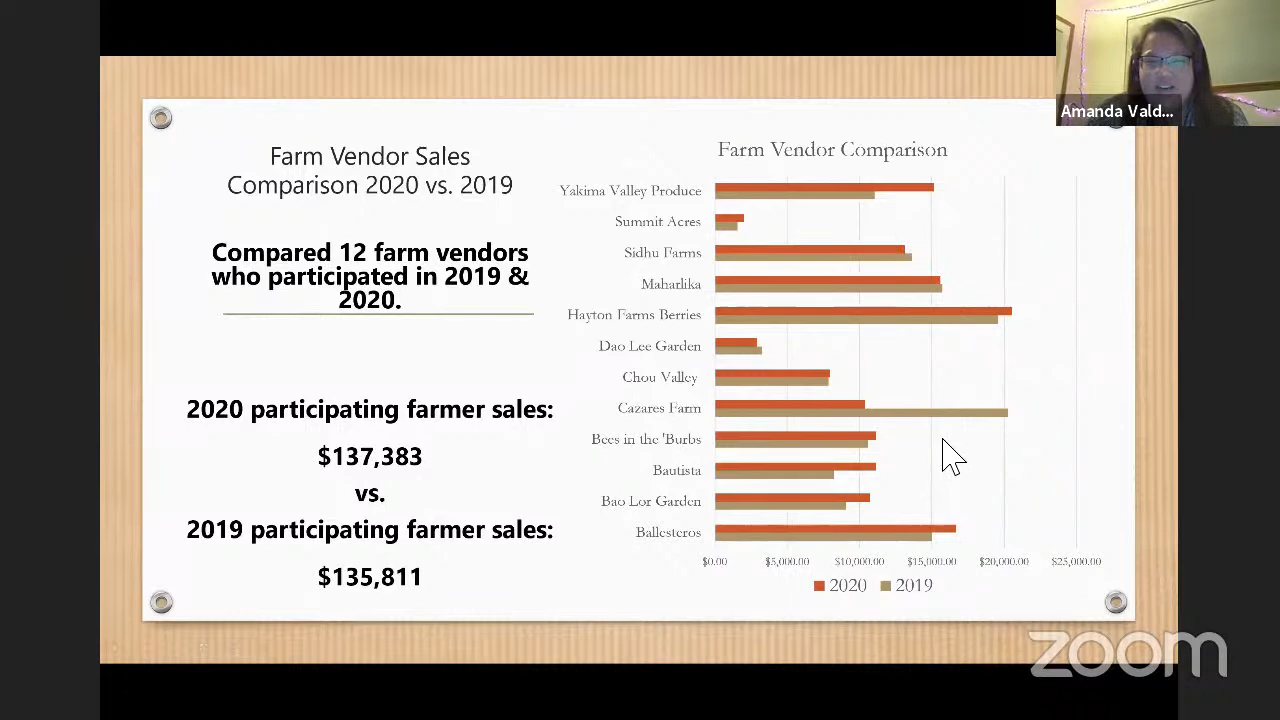 Amanda Vald...
Farm Vendor Sales
Comparison 2020 vs. 2019
Compared 12 farm vendors
who participated in 2019 &
2020.
2020 participating farmer sales:
$137,383
vs.
2019 participating farmer sales:
$135,811
Farm Vendor Comparison
Yakima Valley Produce
Summit Acres
Sidhu Farms
Maharlika
Hayton Farms Berries
Dao Lee Garden
Chou Valley
Cazares Farm
Bees in the 'Burbs
Bautista
Bao Lor Garden
Ballesteros
$0.00 $5,000.00 $10,000.00 $15,000.00 $20,000.00 $25,000.00
2020 2019
zoom